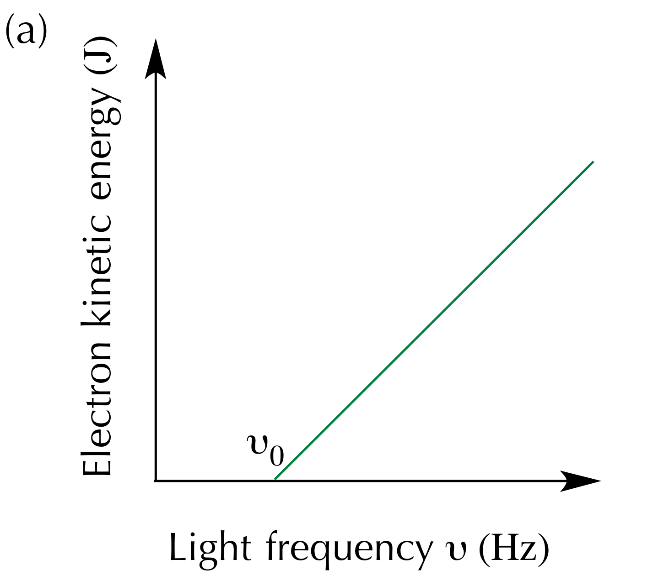 (a)
Electron kinetic energy (J)
υ₀
Light frequency υ (Hz)